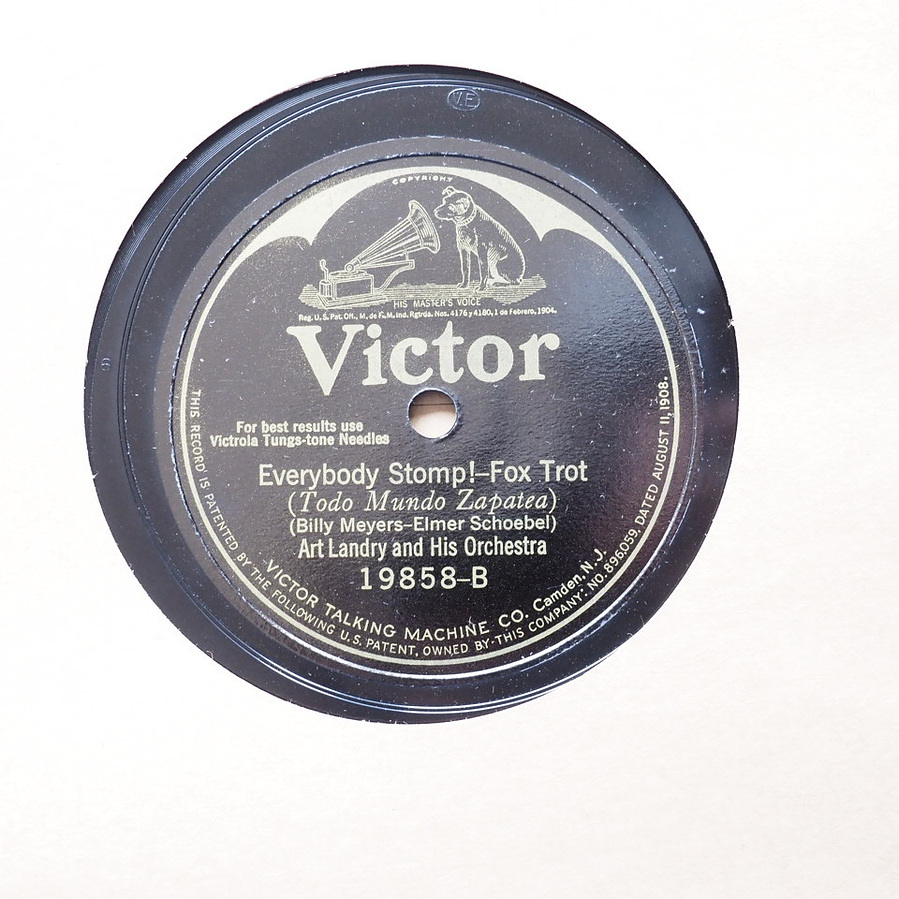 VE
COPYRIGHT
HIS MASTER'S VOICE
Reg. U.S. Pat. Off., M. de F., M. Ind. Rgtrda. Nos. 4176 y 4180, 1 de Febrero, 1904.
Victor
For best results use
Victrola Tungs-tone Needles
Everybody Stomp!–Fox Trot
(Todo Mundo Zapatea)
(Billy Meyers–Elmer Schoebel)
Art Landry and His Orchestra
19858–B
VICTOR TALKING MACHINE CO. Camden, N.J.
THIS RECORD IS PATENTED BY THE FOLLOWING U.S. PATENT, OWNED BY THIS COMPANY: NO. 896,059, DATED AUGUST 11, 1908.